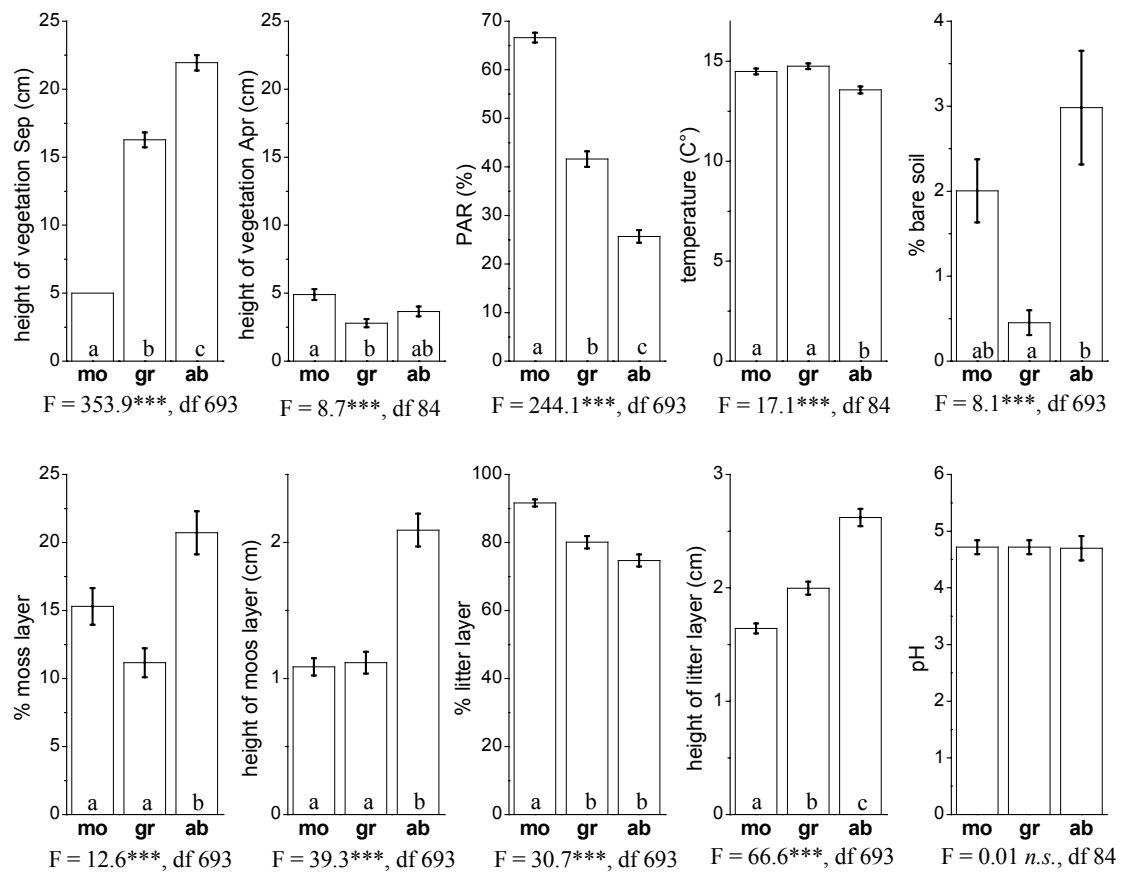 height of vegetation Sep (cm)
25
20
15
10
5
0
a b c
mo gr ab
F = 353.9***, df 693
height of vegetation Apr (cm)
25
20
15
10
5
0
a b ab
mo gr ab
F = 8.7***, df 84
PAR (%)
70
60
50
40
30
20
10
0
a b c
mo gr ab
F = 244.1***, df 693
temperature (C°)
15
10
5
0
a a b
mo gr ab
F = 17.1***, df 84
% bare soil
4
3
2
1
0
ab a b
mo gr ab
F = 8.1***, df 693
% moss layer
25
20
15
10
5
0
a a b
mo gr ab
F = 12.6***, df 693
height of moos layer (cm)
2
1
0
a a b
mo gr ab
F = 39.3***, df 693
% litter layer
100
80
60
40
20
0
a b b
mo gr ab
F = 30.7***, df 693
height of litter layer (cm)
3
2
1
0
a b c
mo gr ab
F = 66.6***, df 693
pH
6
5
4
3
2
1
0
mo gr ab
F = 0.01 n.s., df 84